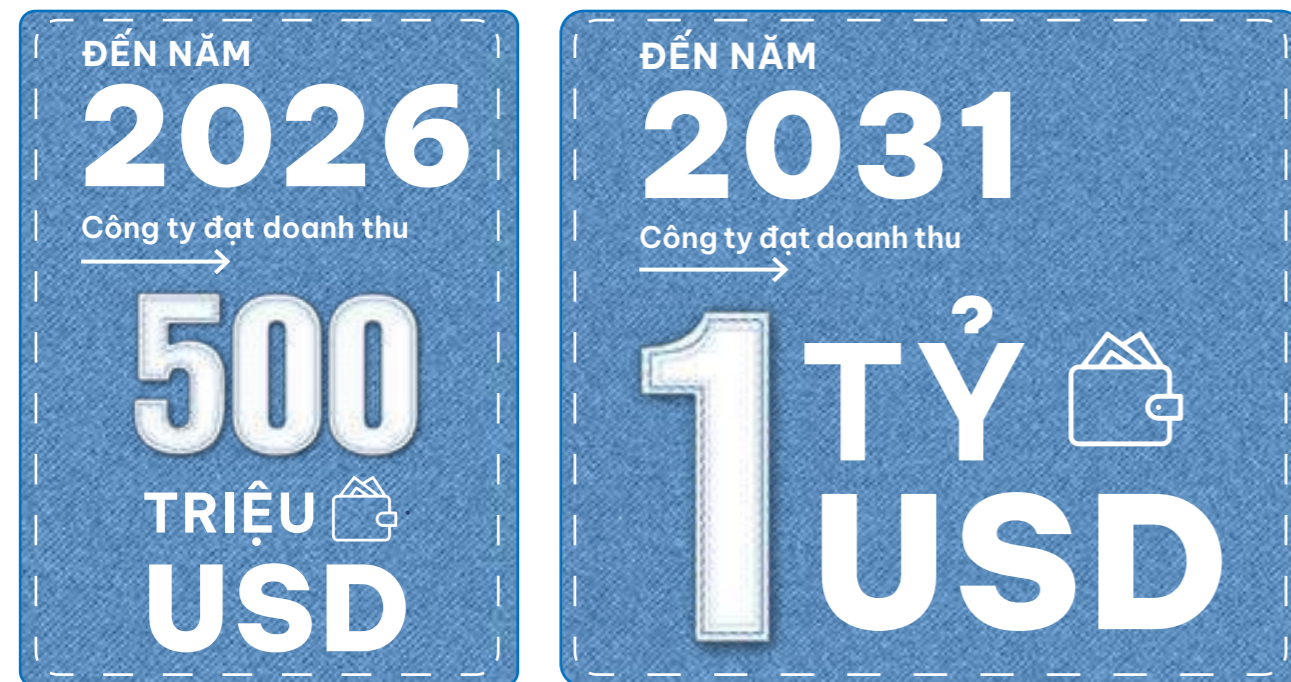 ĐẾN NĂM
2026
Công ty đạt doanh thu
500
TRIỆU
USD
ĐẾN NĂM
2031
Công ty đạt doanh thu
1 TỶ
USD